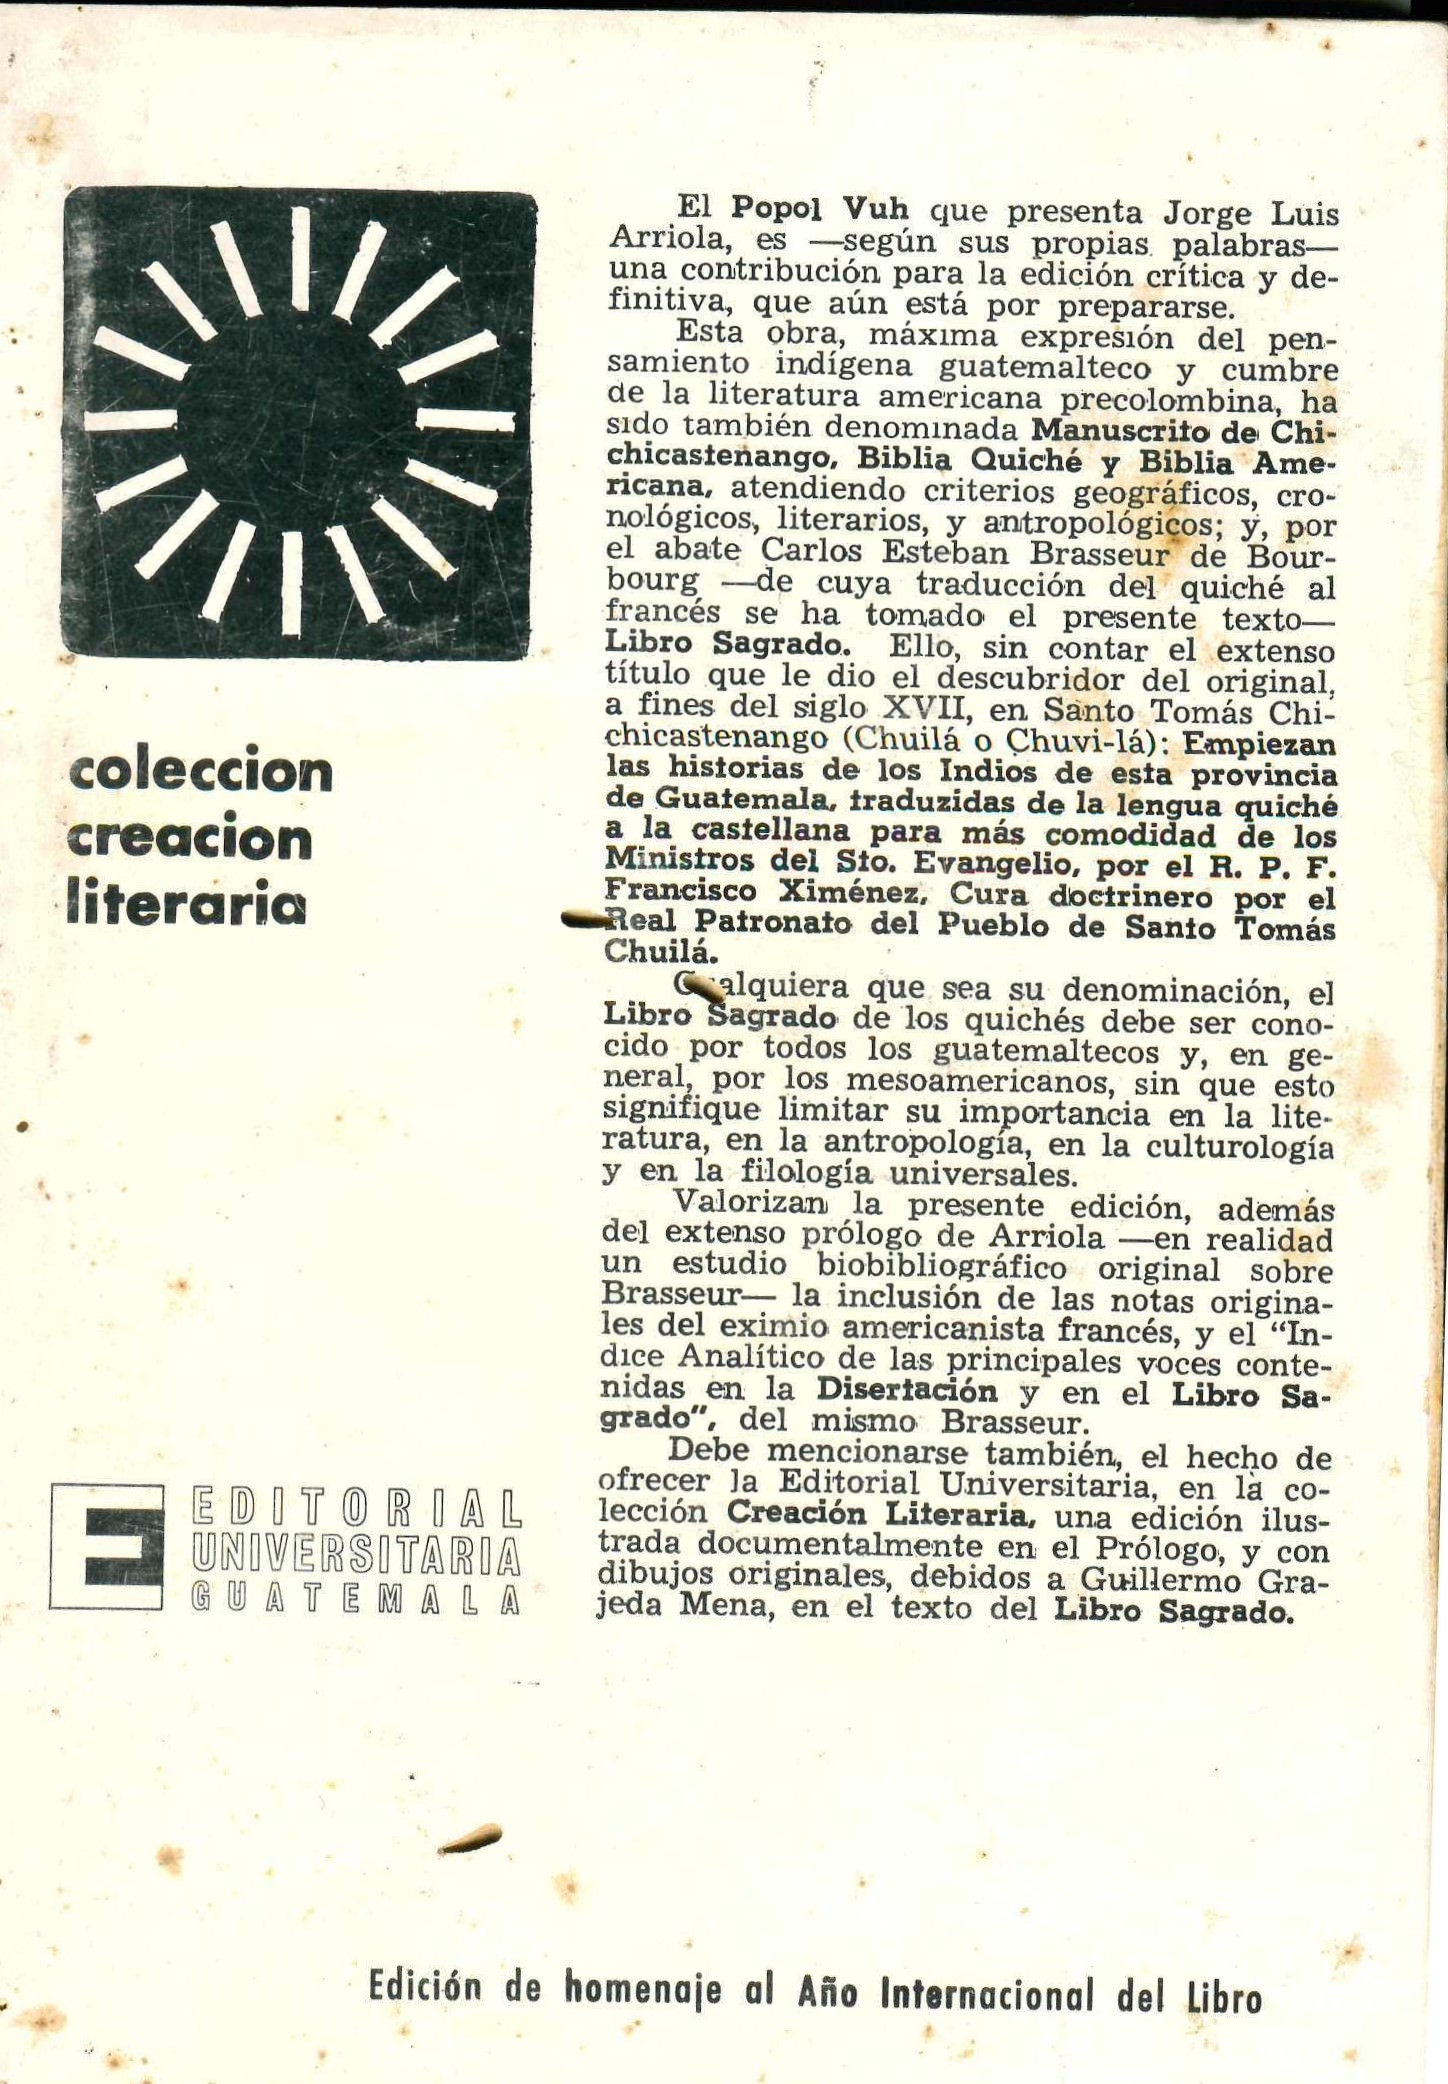 El Popol Vuh que presenta Jorge Luis
Arriola, es —según sus propias palabras—
una contribución para la edición crítica y de-
finitiva, que aún está por prepararse.
Esta obra, máxima expresión del pen-
samiento indígena guatemalteco y cumbre
de la literatura americana precolombina, ha
sido también denominada Manuscrito de Chi-
chicastenango, Biblia Quiché y Biblia Ame-
ricana, atendiendo criterios geográficos, cro-
nológicos, literarios, y antropológicos; y, por
el abate Carlos Esteban Brasseur de Bour-
bourg —de cuya traducción del quiché al
francés se ha tomado el presente texto—
Libro Sagrado. Ello, sin contar el extenso
título que le dio el descubridor del original,
a fines del siglo XVII, en Santo Tomás Chi-
chicastenango (Chuilá o Chuvi-lá): Empiezan
las historias de los Indios de esta provincia
de Guatemala, traduzidas de la lengua quiché
a la castellana para más comodidad de los
Ministros del Sto. Evangelio, por el R. P. F.
Francisco Ximénez, Cura doctrinero por el
Real Patronato del Pueblo de Santo Tomás
Chuilá.
Cualquiera que sea su denominación, el
Libro Sagrado de los quichés debe ser cono-
cido por todos los guatemaltecos y, en ge-
neral, por los mesoamericanos, sin que esto
signifique limitar su importancia en la lite-
ratura, en la antropología, en la culturología
y en la filología universales.
Valorizan la presente edición, además
del extenso prólogo de Arriola —en realidad
un estudio biobibliográfico original sobre
Brasseur— la inclusión de las notas origina-
les del eximio americanista francés, y el “In-
dice Analítico de las principales voces conte-
nidas en la Disertación y en el Libro Sa-
grado”, del mismo Brasseur.
Debe mencionarse también, el hecho de
ofrecer la Editorial Universitaria, en la co-
lección Creación Literaria, una edición ilus-
trada documentalmente en el Prólogo, y con
dibujos originales, debidos a Guillermo Gra-
jeda Mena, en el texto del Libro Sagrado.
coleccion
creacion
literaria
EDITORIAL
UNIVERSITARIA
GUATEMALA
Edición de homenaje al Año Internacional del Libro